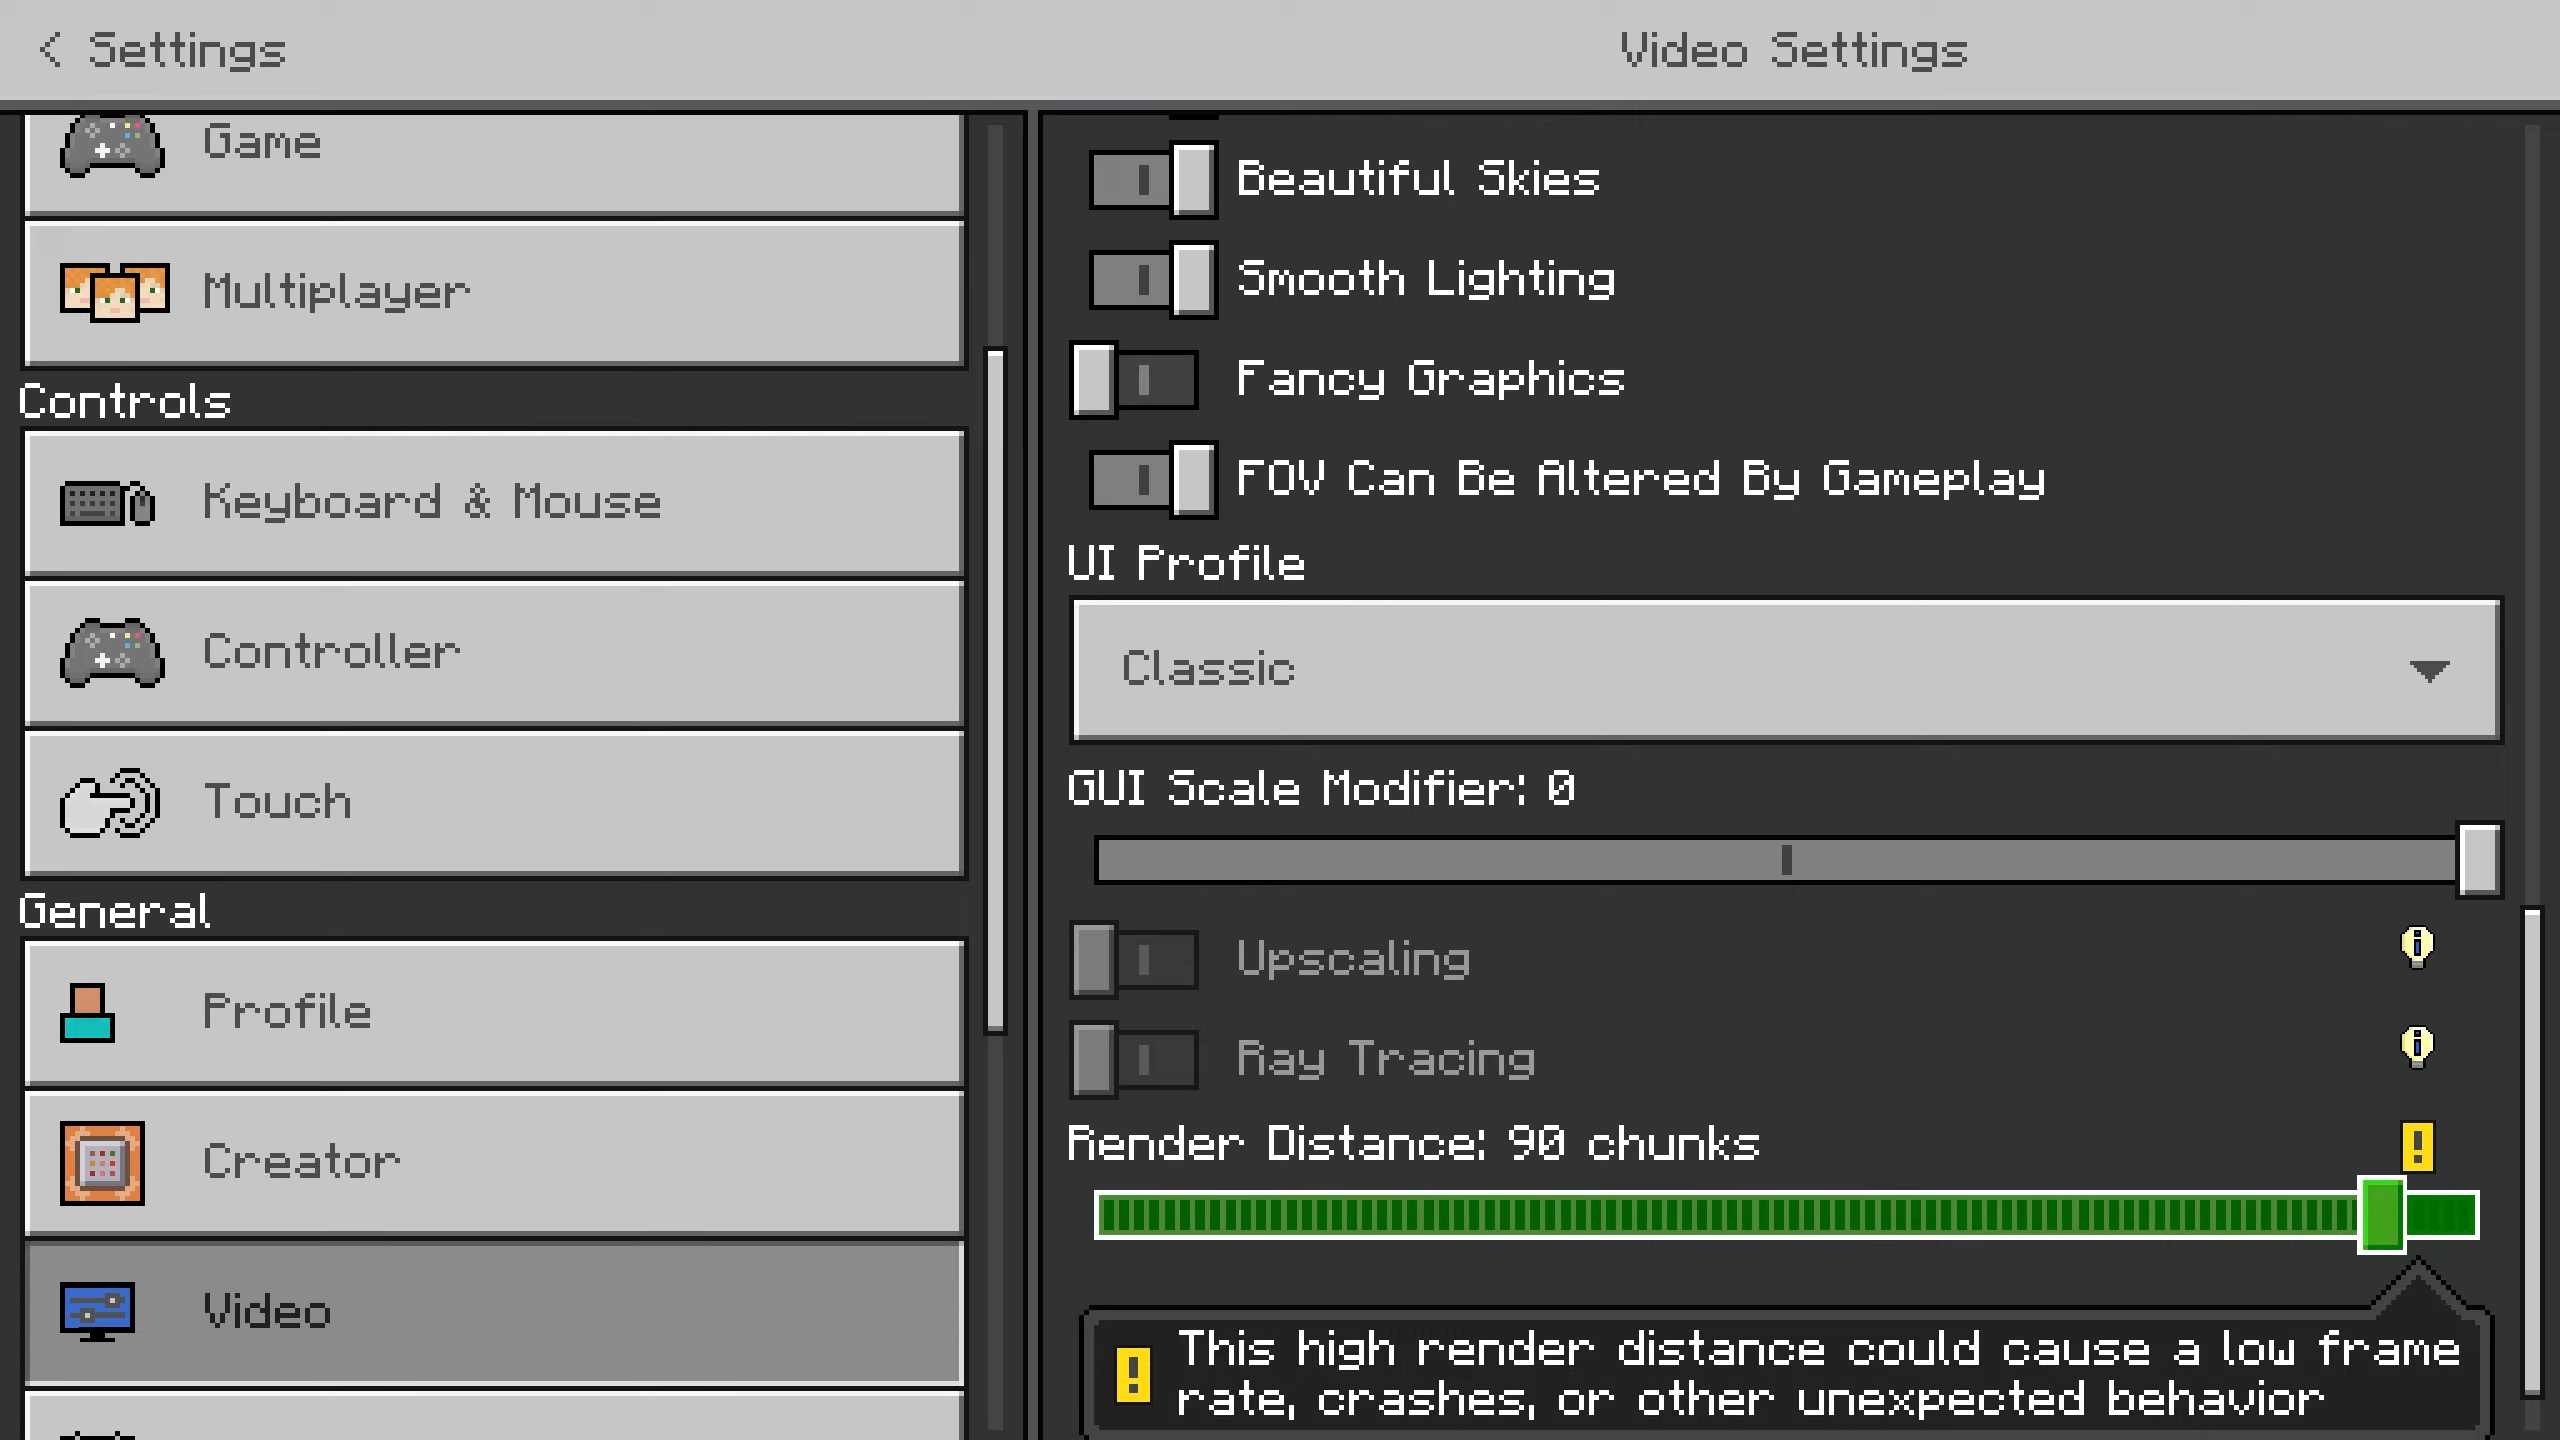 Settings
Video Settings
Game
Multiplayer
Controls
Keyboard & Mouse
Controller
Touch
General
Profile
Creator
Video
Beautiful Skies
Smooth Lighting
Fancy Graphics
FOV Can Be Altered By Gameplay
UI Profile
Classic
GUI Scale Modifier: 0
Upscaling
Ray Tracing
Render Distance: 90 chunks
This high render distance could cause a low frame
rate, crashes, or other unexpected behavior